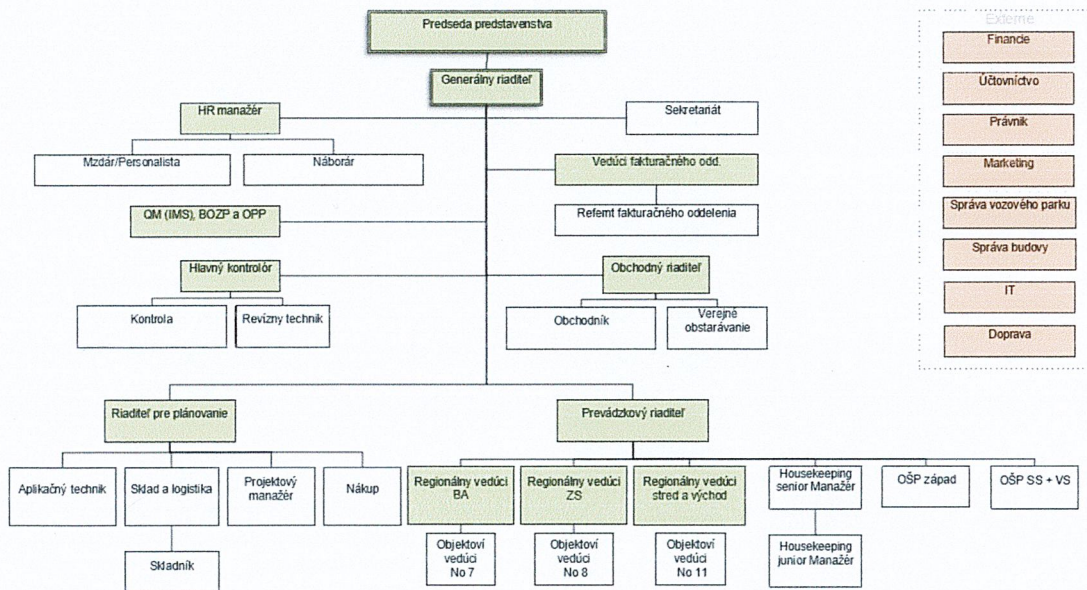 Predseda predstavenstva
Generálny riaditeľ
HR manažér
Sekretariát
Mzdár/Personalista
Náborár
Vedúci fakturačného odd.
QM (IMS), BOZP a OPP
Refernt fakturačného oddelenia
Hlavný kontrolór
Obchodný riaditeľ
Kontrola
Revízny technik
Obchodník
Verejné
obstarávanie
Riaditeľ pre plánovanie
Prevádzkový riaditeľ
Aplikačný technik
Sklad a logistika
Projektový
manažér
Nákup
Regionálny vedúci
BA
Regionálny vedúci
ZS
Regionálny vedúci
stred a východ
Housekeeping
senior Manažér
OŠP západ
OŠP SS + VS
Skladník
Objektoví
vedúci
No 7
Objektoví
vedúci
No 8
Objektoví
vedúci
No 11
Housekeeping
junior Manažér
Externe
Financie
Účtovníctvo
Právnik
Marketing
Správa vozového parku
Správa budovy
IT
Doprava